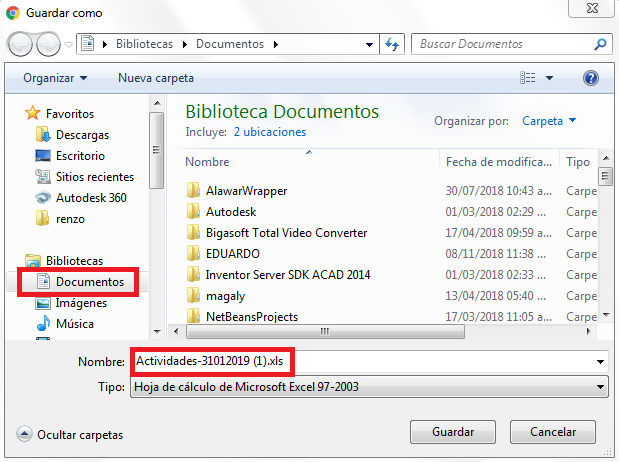 Guardar como
Bibliotecas Documentos
Buscar Documentos
Organizar Nueva carpeta
Favoritos
Descargas
Escritorio
Sitios recientes
Autodesk 360
renzo
Bibliotecas
Documentos
Imágenes
Música
Biblioteca Documentos
Incluye: 2 ubicaciones
Organizar por: Carpeta
Nombre Fecha de modifica... Tipo
AlawarWrapper 30/07/2018 10:43 a... Carpe
Autodesk 01/03/2018 02:29 ... Carpe
Bigasoft Total Video Converter 17/04/2018 09:59 a... Carpe
EDUARDO 08/11/2018 11:38 ... Carpe
Inventor Server SDK ACAD 2014 01/03/2018 02:33 ... Carpe
magaly 13/04/2018 05:40 ... Carpe
NetBeansProjects 17/03/2018 11:05 ... Carpe
Nombre: Actividades-31012019 (1).xls
Tipo: Hoja de cálculo de Microsoft Excel 97-2003
Ocultar carpetas
Guardar Cancelar